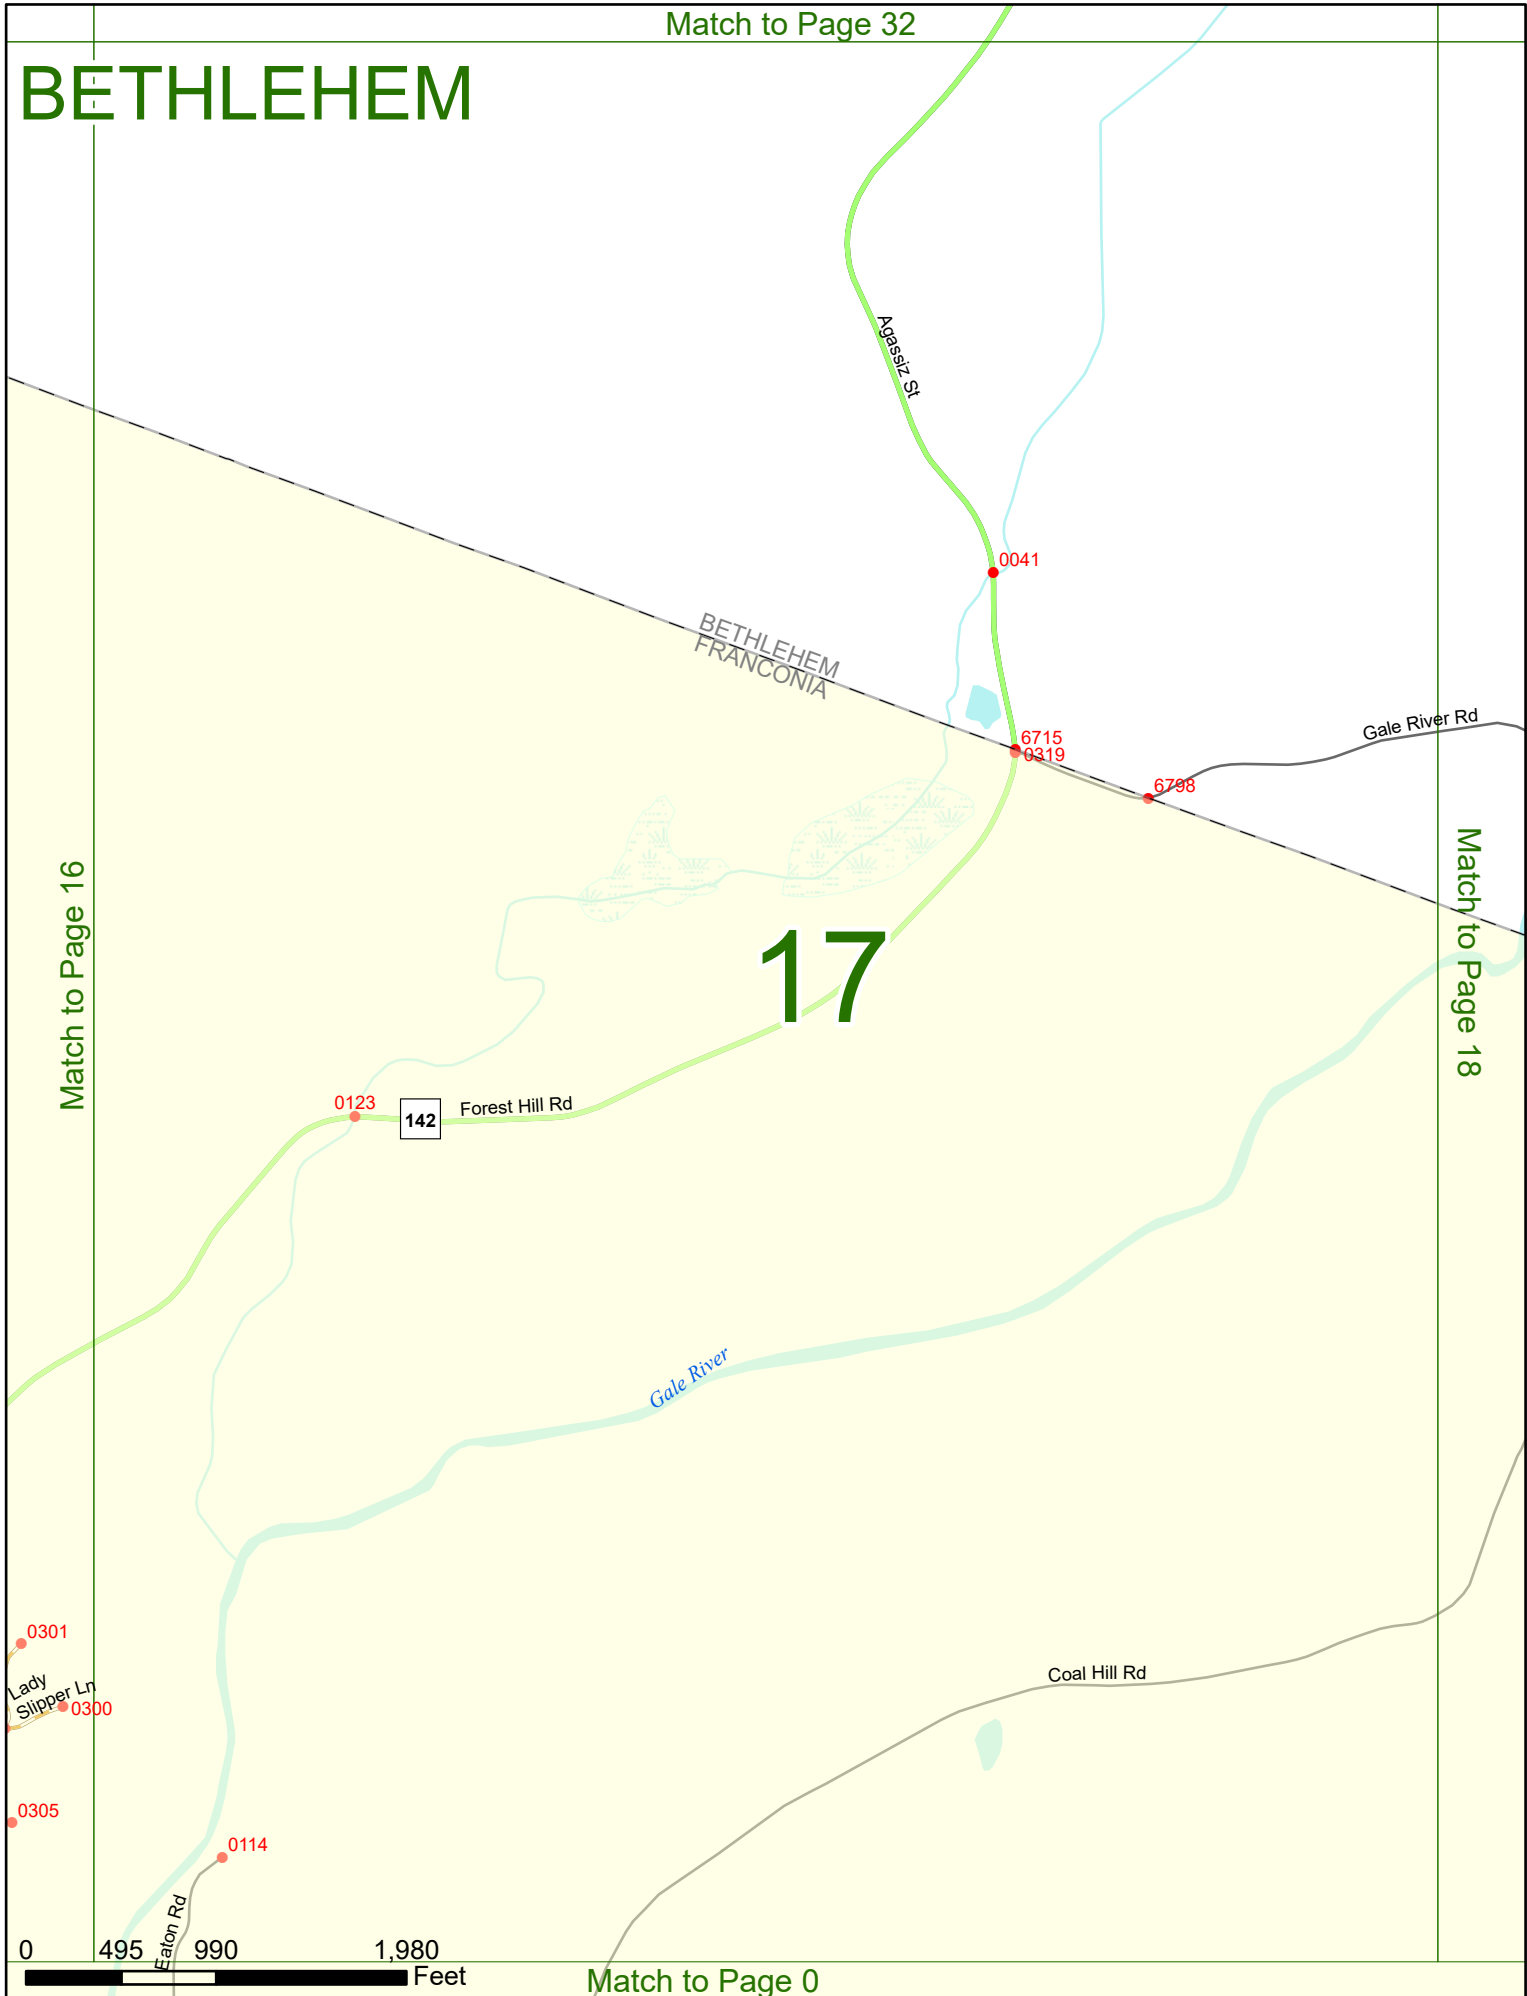 Match to Page 32
BETHLEHEM
Agassiz St
0041
BETHLEHEM
FRANCONIA
6715
0319
Gale River Rd
6798
Match to Page 16
Match to Page 18
17
0123
142
Forest Hill Rd
Gale River
0301
Lady
Slipper Ln
0300
Coal Hill Rd
0305
0114
Eaton Rd
0 495 990 1,980
Feet
Match to Page 0